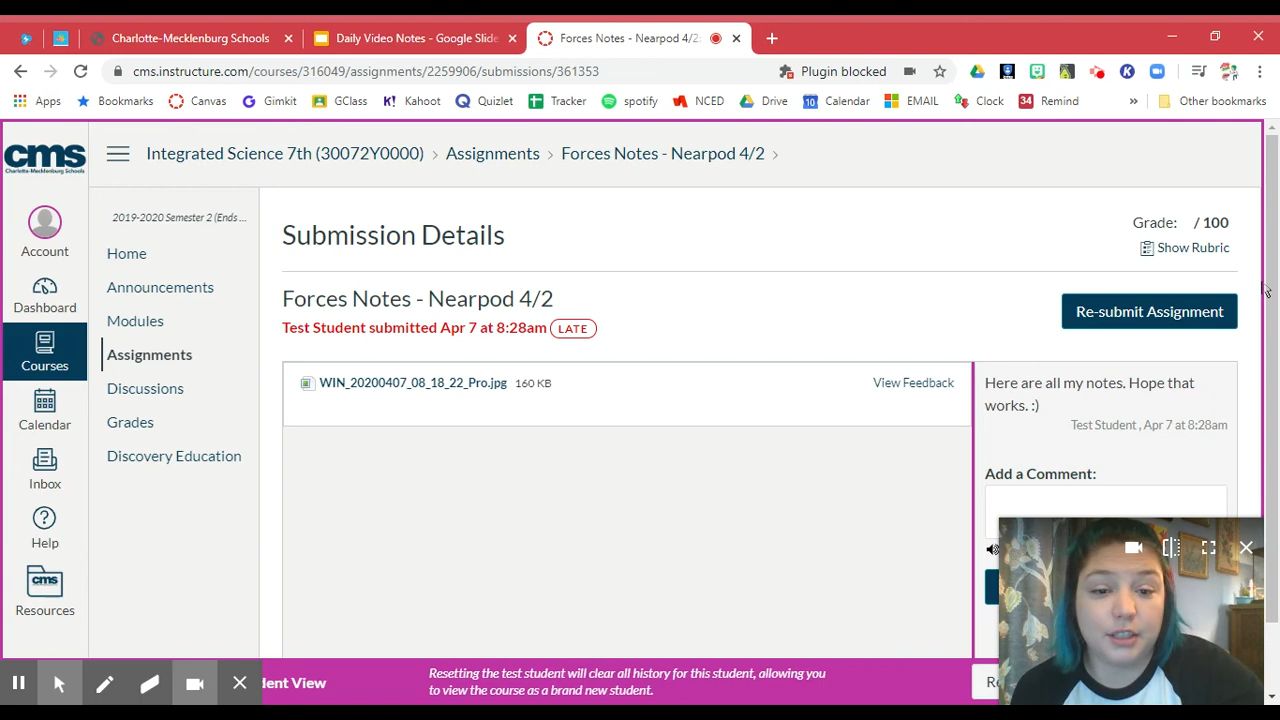 Charlotte-Mecklenburg Schools
Daily Video Notes - Google Slide
Forces Notes - Nearpod 4/2:
cms.instructure.com/courses/316049/assignments/2259906/submissions/361353
Plugin blocked
Apps
Bookmarks
Canvas
Gimkit
GClass
Kahoot
Quizlet
Tracker
spotify
NCED
Drive
Calendar
EMAIL
Clock
34 Remind
Other bookmarks
cms
Charlotte-Mecklenburg Schools
Integrated Science 7th (30072Y0000) › Assignments › Forces Notes - Nearpod 4/2 ›
Account
Dashboard
Courses
Calendar
Inbox
Help
cms
Resources
2019-2020 Semester 2 (Ends ...
Home
Announcements
Modules
Assignments
Discussions
Grades
Discovery Education
Submission Details
Grade: / 100
Show Rubric
Forces Notes - Nearpod 4/2
Test Student submitted Apr 7 at 8:28am LATE
Re-submit Assignment
WIN_20200407_08_18_22_Pro.jpg 160 KB
View Feedback
Here are all my notes. Hope that
works. :)
Test Student , Apr 7 at 8:28am
Add a Comment:
dent View
Resetting the test student will clear all history for this student, allowing you
to view the course as a brand new student.
Re